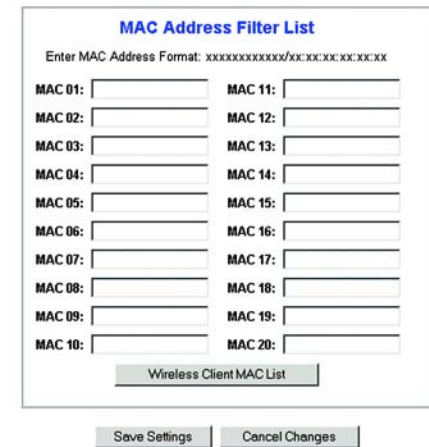 MAC Address Filter List
Enter MAC Address Format: xxxxxxxxxxxx/xx:xx:xx:xx:xx:xx
MAC 01: MAC 11:
MAC 02: MAC 12:
MAC 03: MAC 13:
MAC 04: MAC 14:
MAC 05: MAC 15:
MAC 06: MAC 16:
MAC 07: MAC 17:
MAC 08: MAC 18:
MAC 09: MAC 19:
MAC 10: MAC 20:
Wireless Client MAC List
Save Settings Cancel Changes